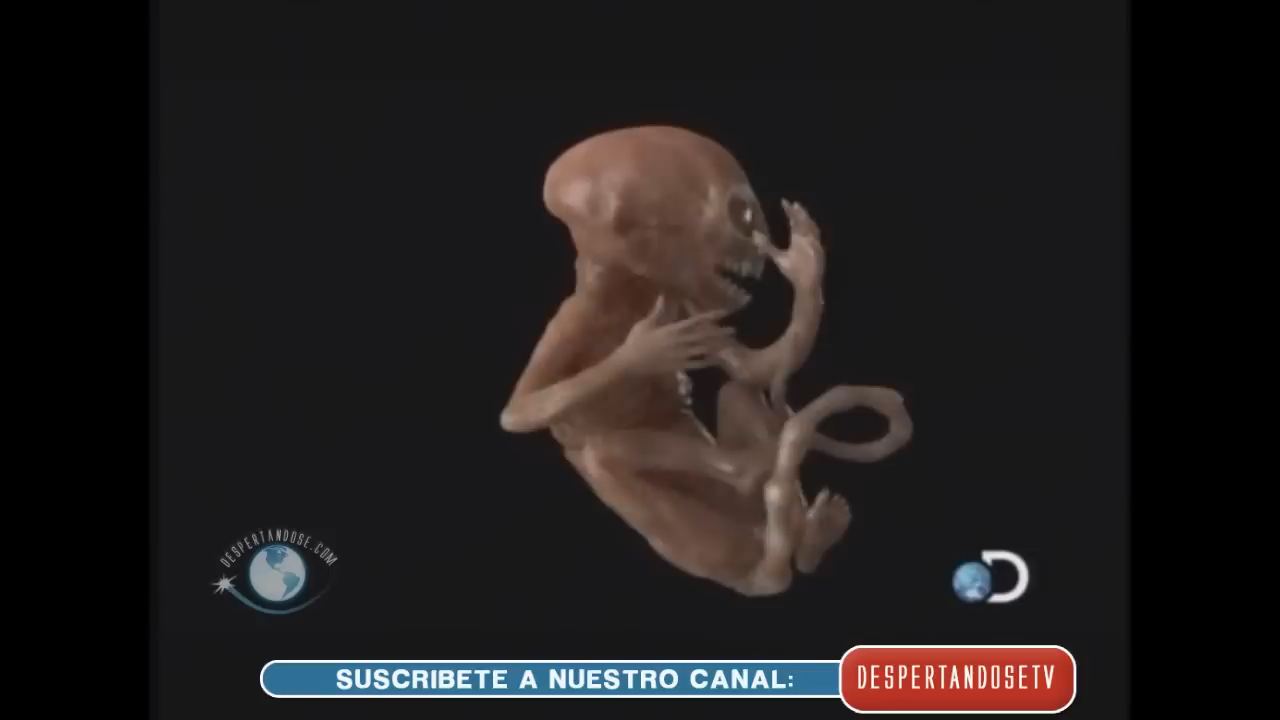 DESPERTANDOSE.COM
D
SUSCRIBETE A NUESTRO CANAL:
DESPERTANDOSETV